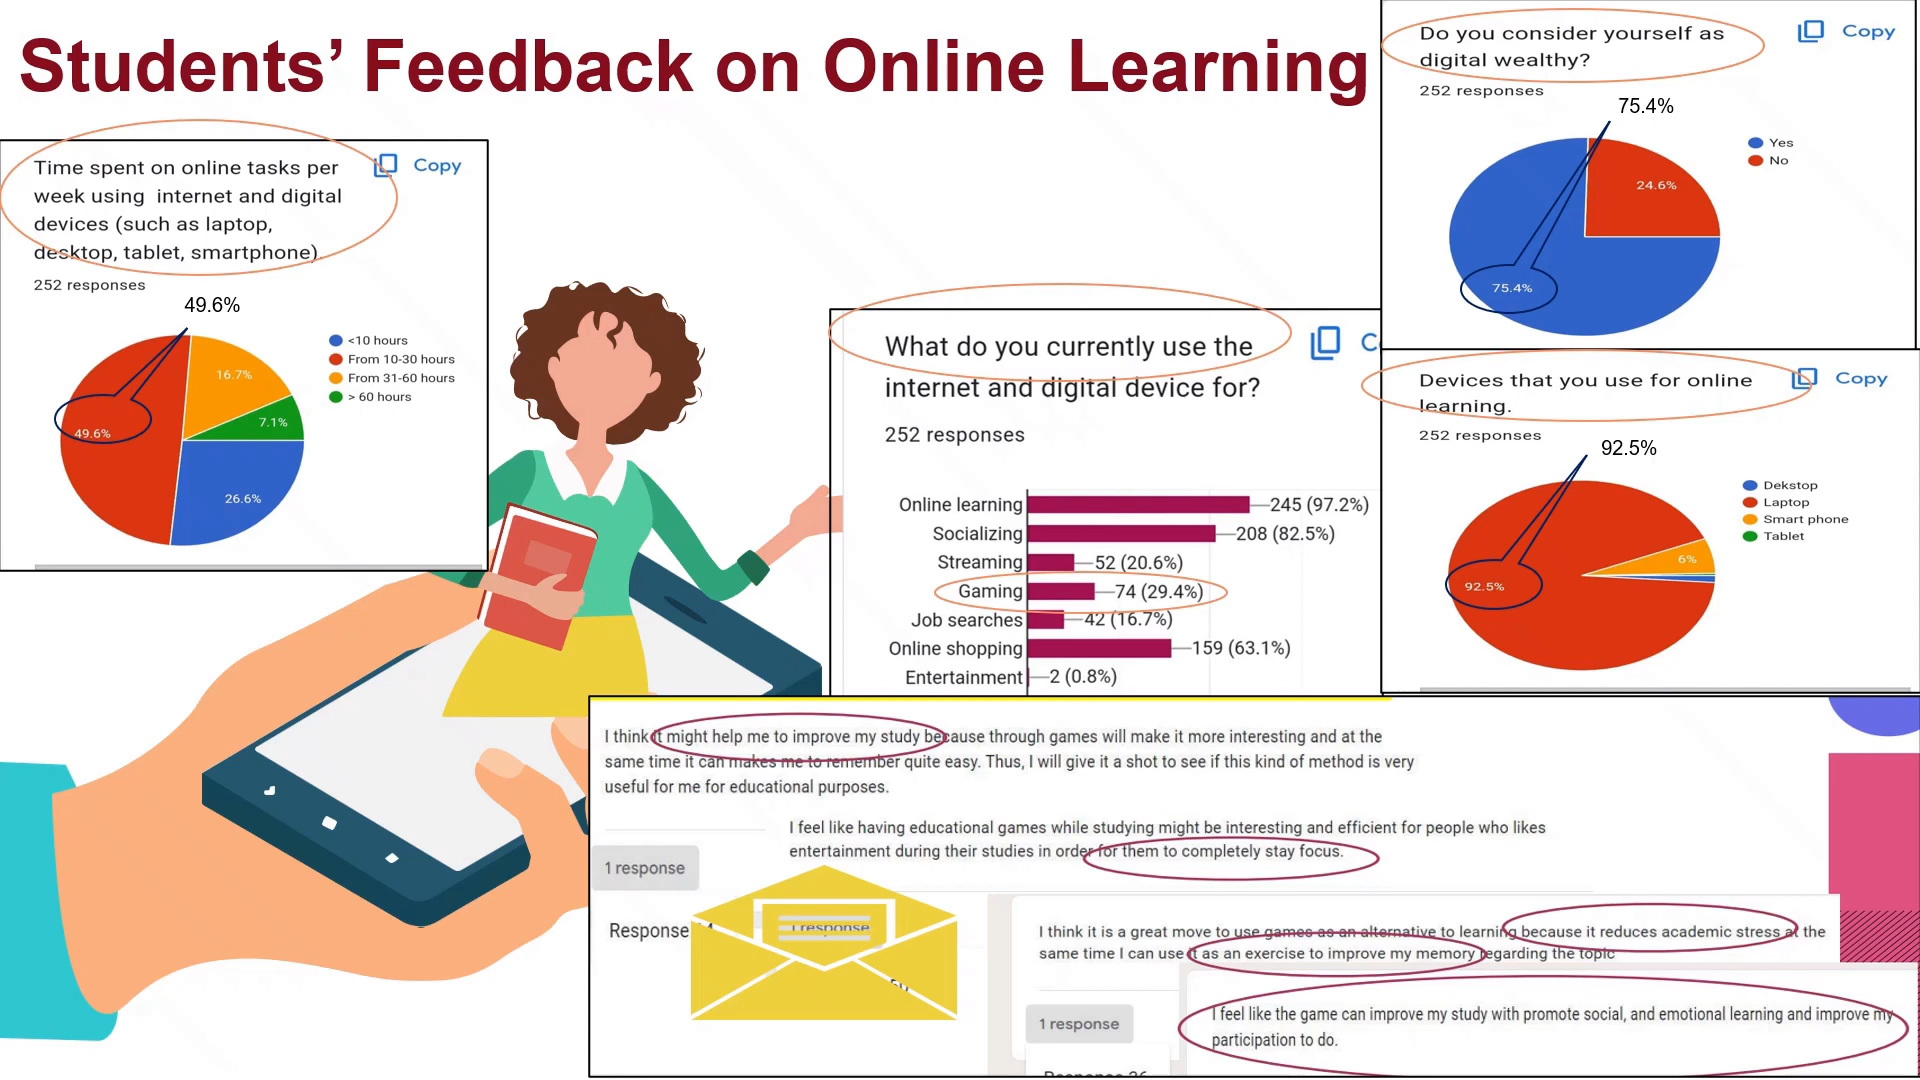 Students’ Feedback on Online Learning
Time spent on online tasks per
week using internet and digital
devices (such as laptop,
desktop, tablet, smartphone)
Copy
252 responses
49.6%
<10 hours
From 10-30 hours
From 31-60 hours
> 60 hours
16.7%
7.1%
49.6%
26.6%
What do you currently use the
internet and digital device for?
252 responses
Online learning 245 (97.2%)
Socializing 208 (82.5%)
Streaming 52 (20.6%)
Gaming 74 (29.4%)
Job searches 42 (16.7%)
Online shopping 159 (63.1%)
Entertainment 2 (0.8%)
Do you consider yourself as
digital wealthy?
Copy
252 responses
75.4%
Yes
No
24.6%
75.4%
Devices that you use for online
learning.
Copy
252 responses
92.5%
Dekstop
Laptop
Smart phone
Tablet
6%
92.5%
I think it might help me to improve my study because through games will make it more interesting and at the
same time it can makes me to remember quite easy. Thus, I will give it a shot to see if this kind of method is very
useful for me for educational purposes.
I feel like having educational games while studying might be interesting and efficient for people who likes
entertainment during their studies in order for them to completely stay focus.
1 response
Response
1 response
I think it is a great move to use games as an alternative to learning because it reduces academic stress at the
same time I can use it as an exercise to improve my memory regarding the topic
1 response
I feel like the game can improve my study with promote social, and emotional learning and improve my
participation to do.
Response 26